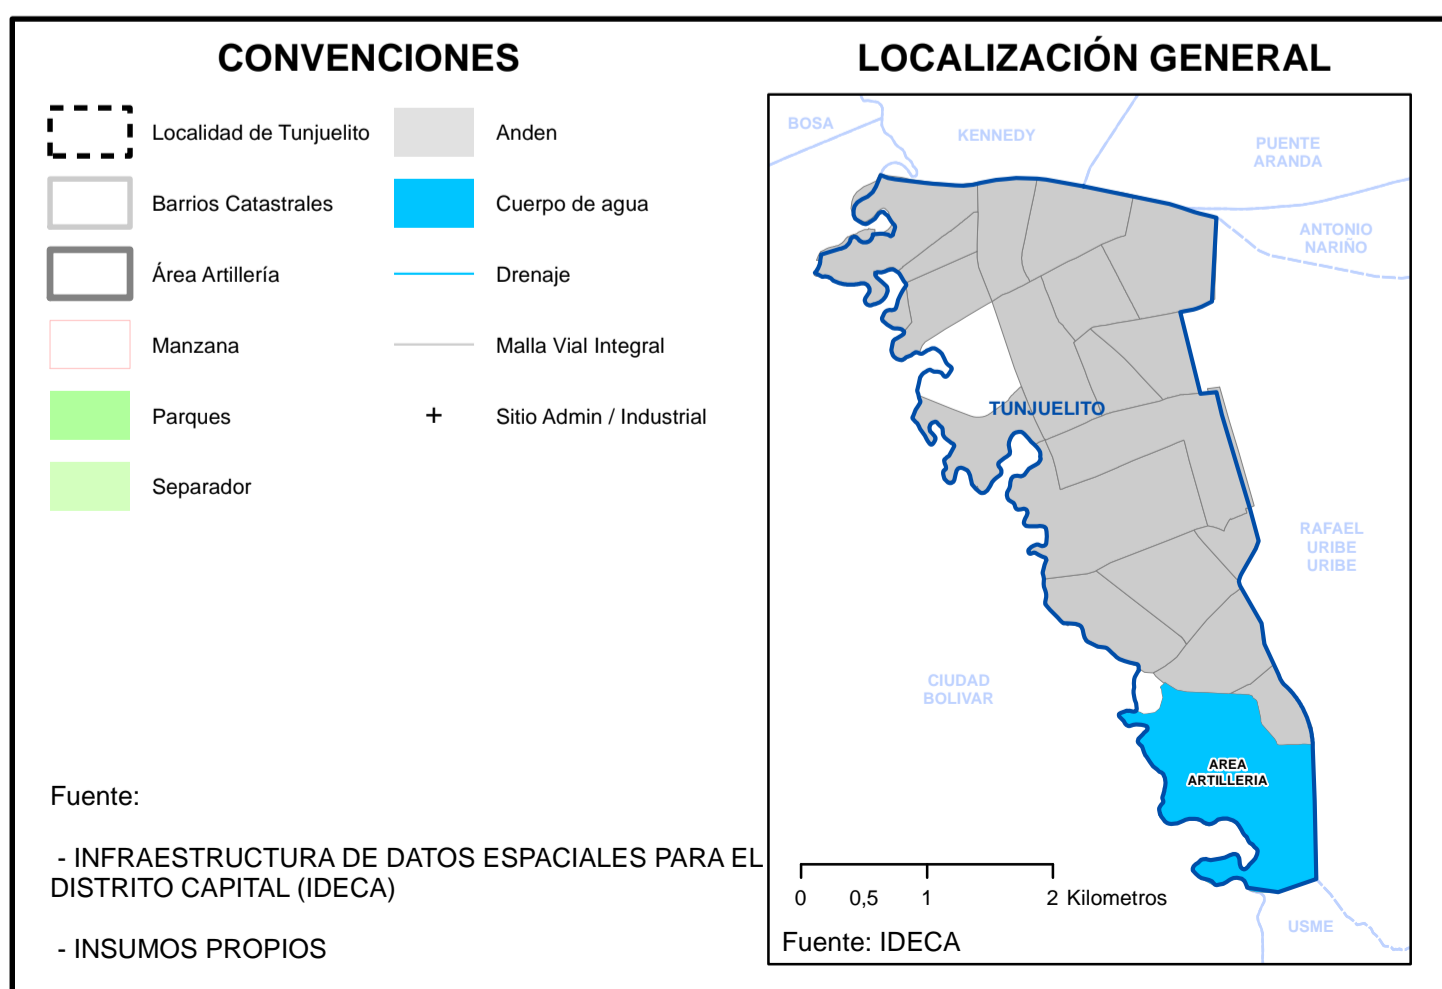 CONVENCIONES
Localidad de Tunjuelito
Barrios Catastrales
Área Artillería
Manzana
Parques
Separador
Anden
Cuerpo de agua
Drenaje
Malla Vial Integral
+
Sitio Admin / Industrial
Fuente:
- INFRAESTRUCTURA DE DATOS ESPACIALES PARA EL
DISTRITO CAPITAL (IDECA)
- INSUMOS PROPIOS
LOCALIZACIÓN GENERAL
BOSA
KENNEDY
PUENTE
ARANDA
ANTONIO
NARIÑO
TUNJUELITO
RAFAEL
URIBE
URIBE
CIUDAD
BOLIVAR
AREA
ARTILLERIA
0 0,5 1 2 Kilometros
USME
Fuente: IDECA